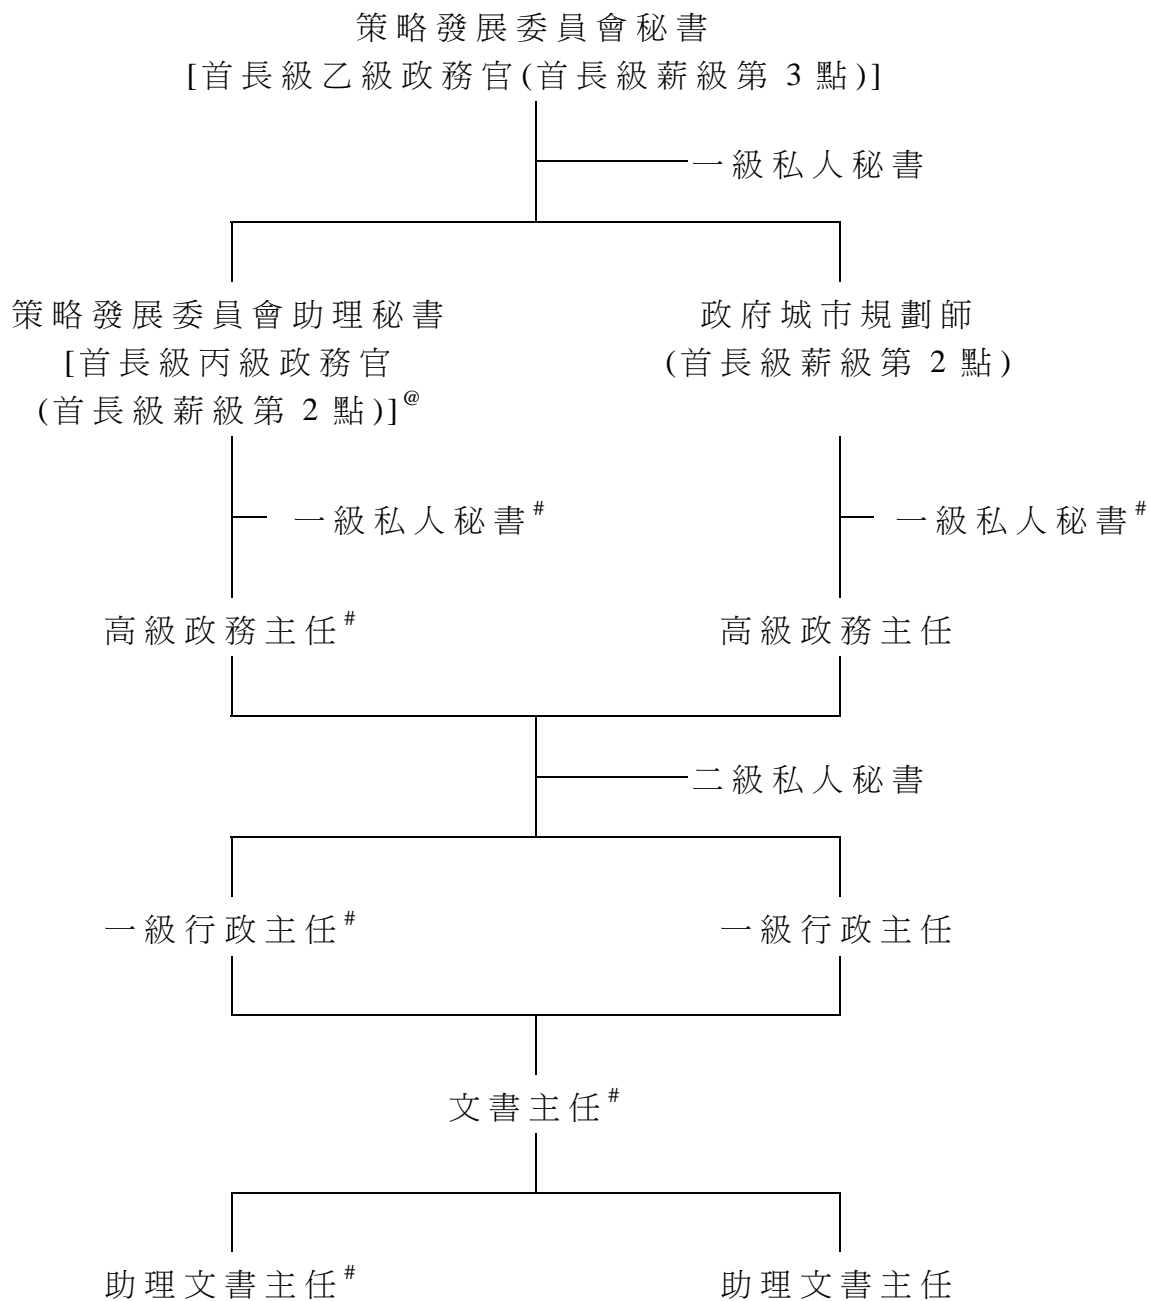 策略發展委員會秘書
[首長級乙級政務官(首長級薪級第 3 點)]
一級私人秘書
策略發展委員會助理秘書
[首長級丙級政務官
(首長級薪級第 2 點)]@
政府城市規劃師
(首長級薪級第 2 點)
一級私人秘書#
一級私人秘書#
高級政務主任#
高級政務主任
二級私人秘書
一級行政主任#
一級行政主任
文書主任#
助理文書主任#
助理文書主任